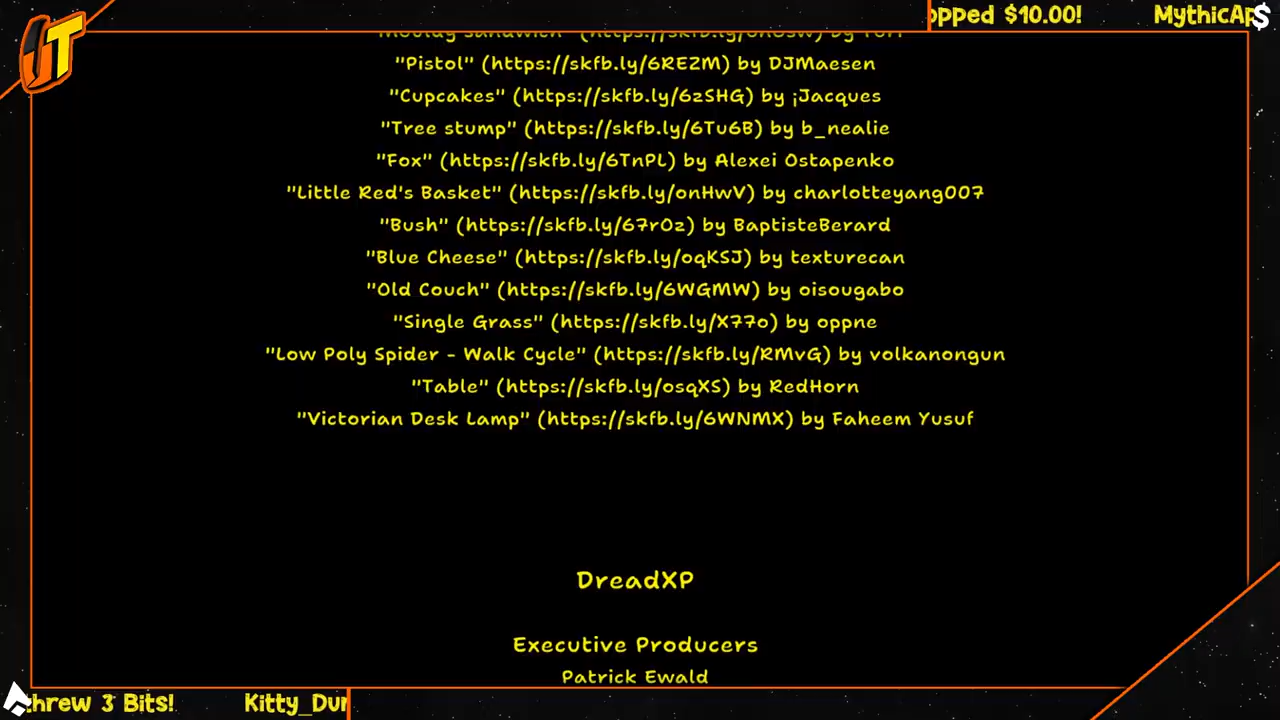 opped $10.00! MythicAp
$
JT
"Pistol" (https://skfb.ly/6REZM) by DJMaesen
"Cupcakes" (https://skfb.ly/6zSHG) by ¡Jacques
"Tree stump" (https://skfb.ly/6Tu6B) by b_nealie
"Fox" (https://skfb.ly/6TnPL) by Alexei Ostapenko
"Little Red's Basket" (https://skfb.ly/onHwV) by charlotteyang007
"Bush" (https://skfb.ly/67rOz) by BaptisteBerard
"Blue Cheese" (https://skfb.ly/oqKSJ) by texturecan
"Old Couch" (https://skfb.ly/6WGMW) by oisougabo
"Single Grass" (https://skfb.ly/X77o) by oppne
"Low Poly Spider - Walk Cycle" (https://skfb.ly/RMvG) by volkanongun
"Table" (https://skfb.ly/osqXS) by RedHorn
"Victorian Desk Lamp" (https://skfb.ly/6WNMX) by Faheem Yusuf
DreadXP
Executive Producers
Patrick Ewald
hrew 3 Bits! Kitty_Dur